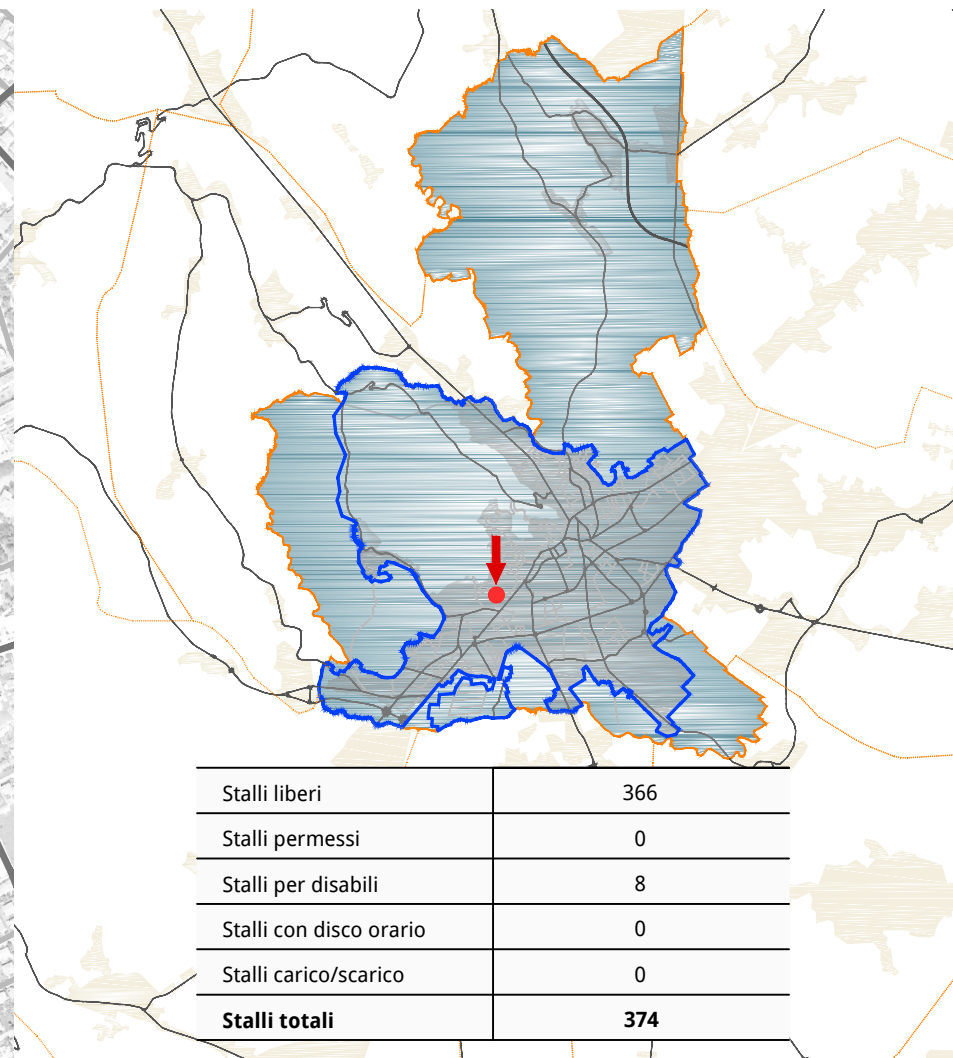 Stalli liberi 366
Stalli permessi 0
Stalli per disabili 8
Stalli con disco orario 0
Stalli carico/scarico 0
Stalli totali 374